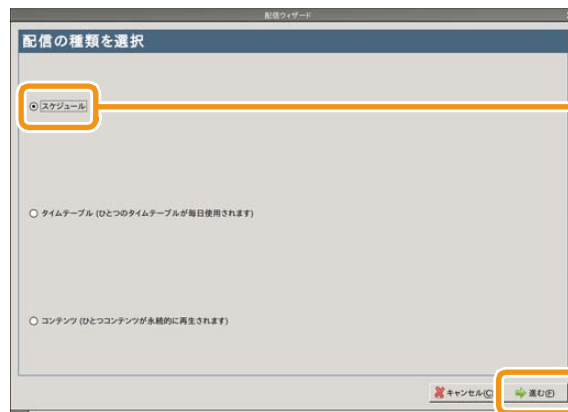 配信ウィザード
配信の種類を選択
スケジュール
タイムテーブル (ひとつのタイムテーブルが毎日使用されます)
コンテンツ (ひとつコンテンツが永続的に再生されます)
キャンセル(C) 進む(F)